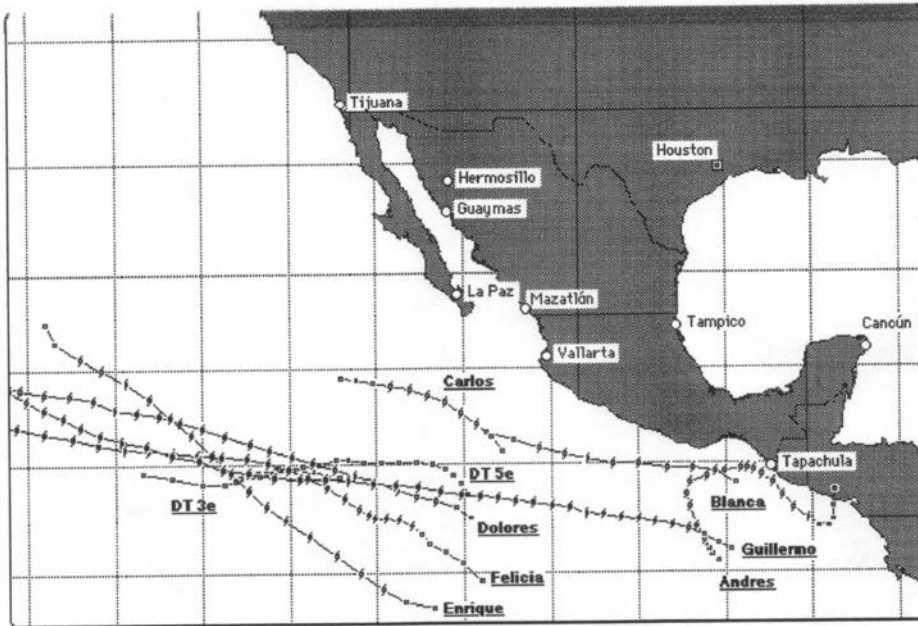 Tijuana
Houston
Hermosillo
Guaymas
La Paz
Mazatlón
Tampico
Cancún
Vallarta
Carlos
Tapachula
DT 5e
DT 3e
Blanca
Dolores
Guillermo
Felicia
Andres
Enrique